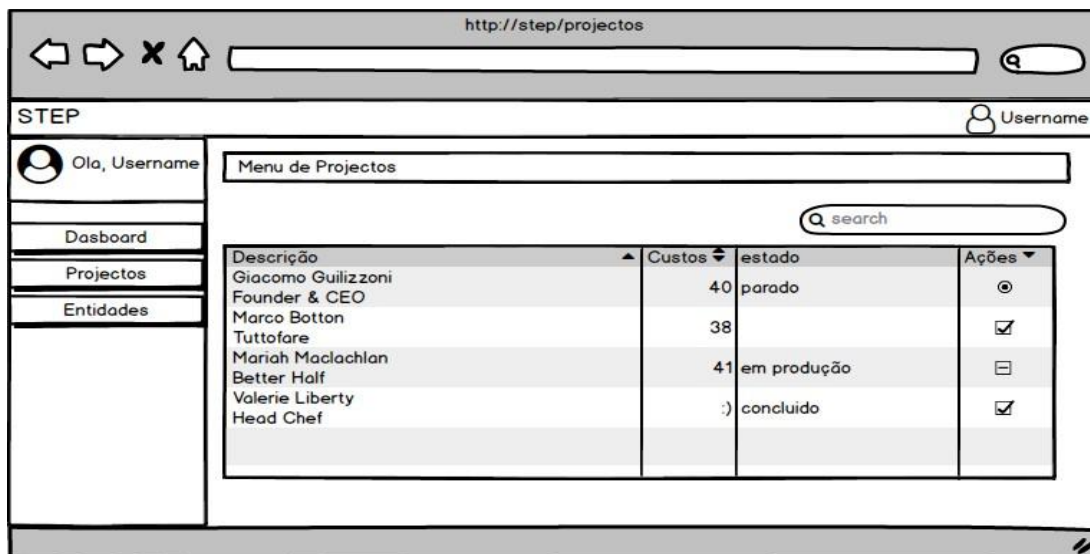 http://step/projectos
STEP
Username
Ola, Username
Menu de Projectos
search
Dasboard
Projectos
Entidades
Descrição Custos estado Ações
Giacomo Guilizzoni
Founder & CEO
40 parado
Marco Botton
Tuttofare
38
Mariah Maclachlan
Better Half
41 em produção
Valerie Liberty
Head Chef
:) concluido